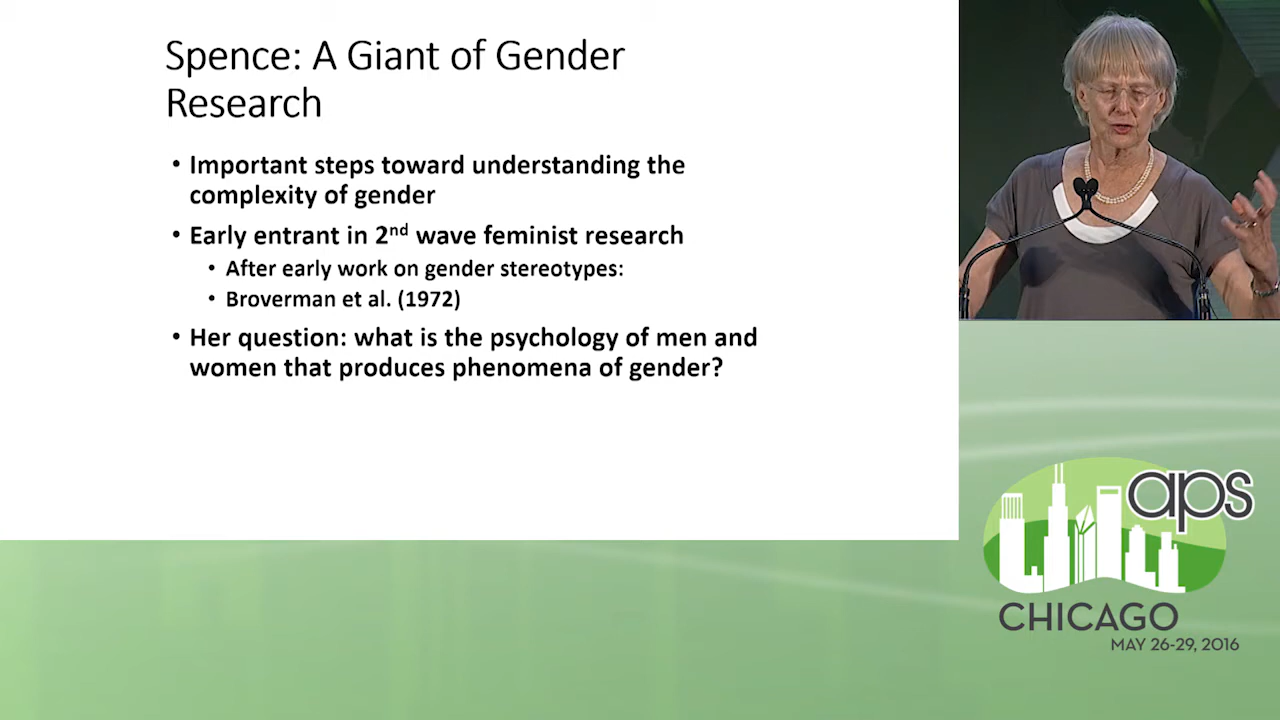 Spence: A Giant of Gender
Research
• Important steps toward understanding the
complexity of gender
• Early entrant in 2nd wave feminist research
• After early work on gender stereotypes:
• Broverman et al. (1972)
• Her question: what is the psychology of men and
women that produces phenomena of gender?
aps
CHICAGO
MAY 26-29, 2016